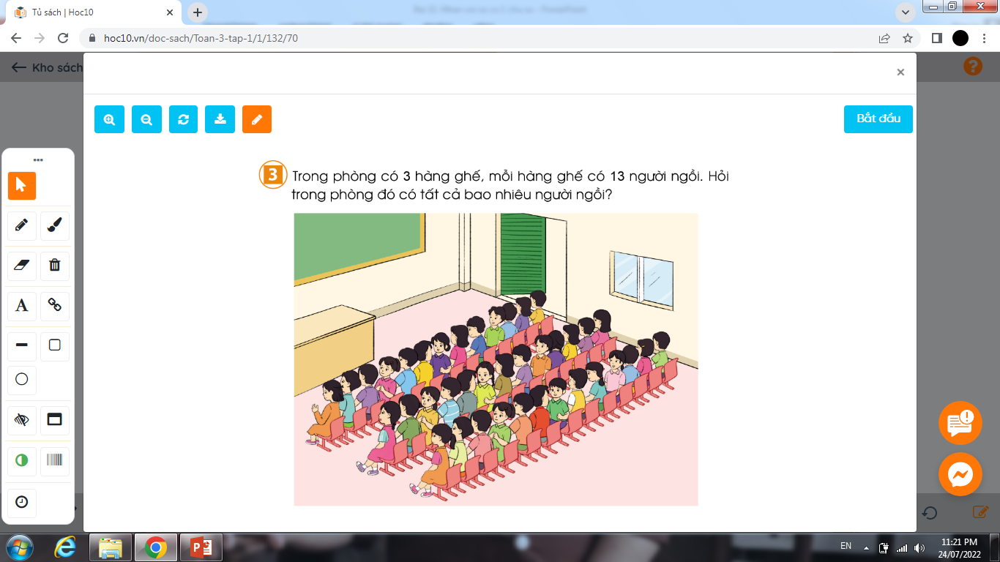 Tủ sách | Hoc10
hoc10.vn/doc-sach/Toan-3-tap-1/1/132/70
Kho sách
Bắt đầu
3 Trong phòng có 3 hàng ghế, mỗi hàng ghế có 13 người ngồi. Hỏi
trong phòng đó có tất cả bao nhiêu người ngồi?
A
EN
11:21 PM
24/07/2022